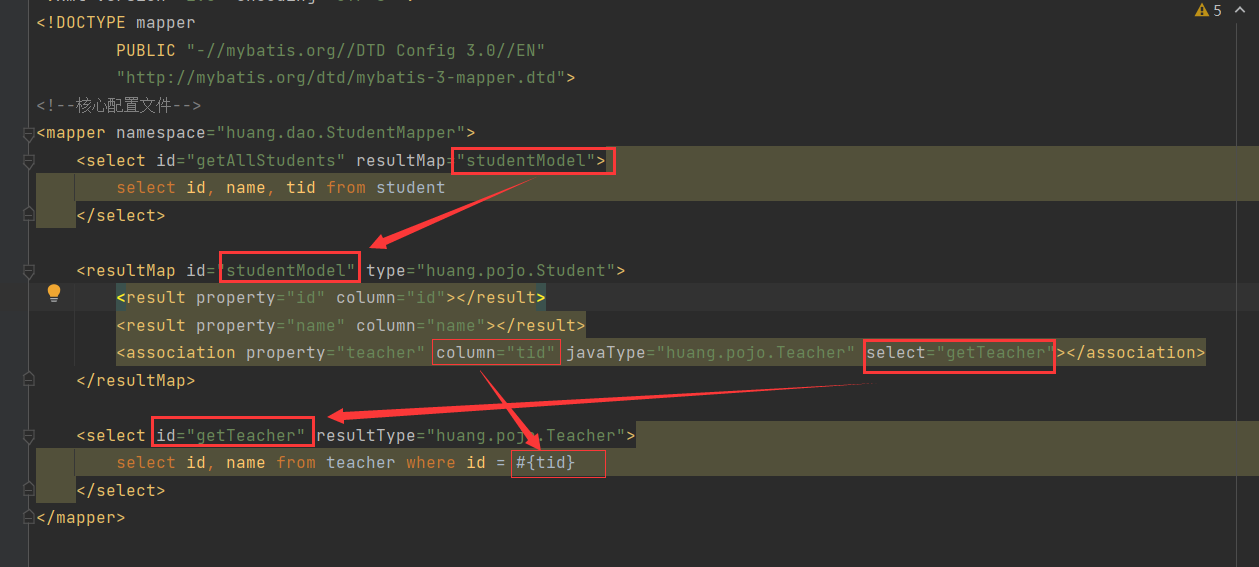 5
<!DOCTYPE mapper
PUBLIC "-//mybatis.org//DTD Config 3.0//EN"
"http://mybatis.org/dtd/mybatis-3-mapper.dtd">
<!--核心配置文件-->
<mapper namespace="huang.dao.StudentMapper">
<select id="getAllStudents" resultMap="studentModel">
select id, name, tid from student
</select>
<resultMap id="studentModel" type="huang.pojo.Student">
<result property="id" column="id"></result>
<result property="name" column="name"></result>
<association property="teacher" column="tid" javaType="huang.pojo.Teacher" select="getTeacher"></association>
</resultMap>
<select id="getTeacher" resultType="huang.pojo.Teacher">
select id, name from teacher where id = #{tid}
</select>
</mapper>